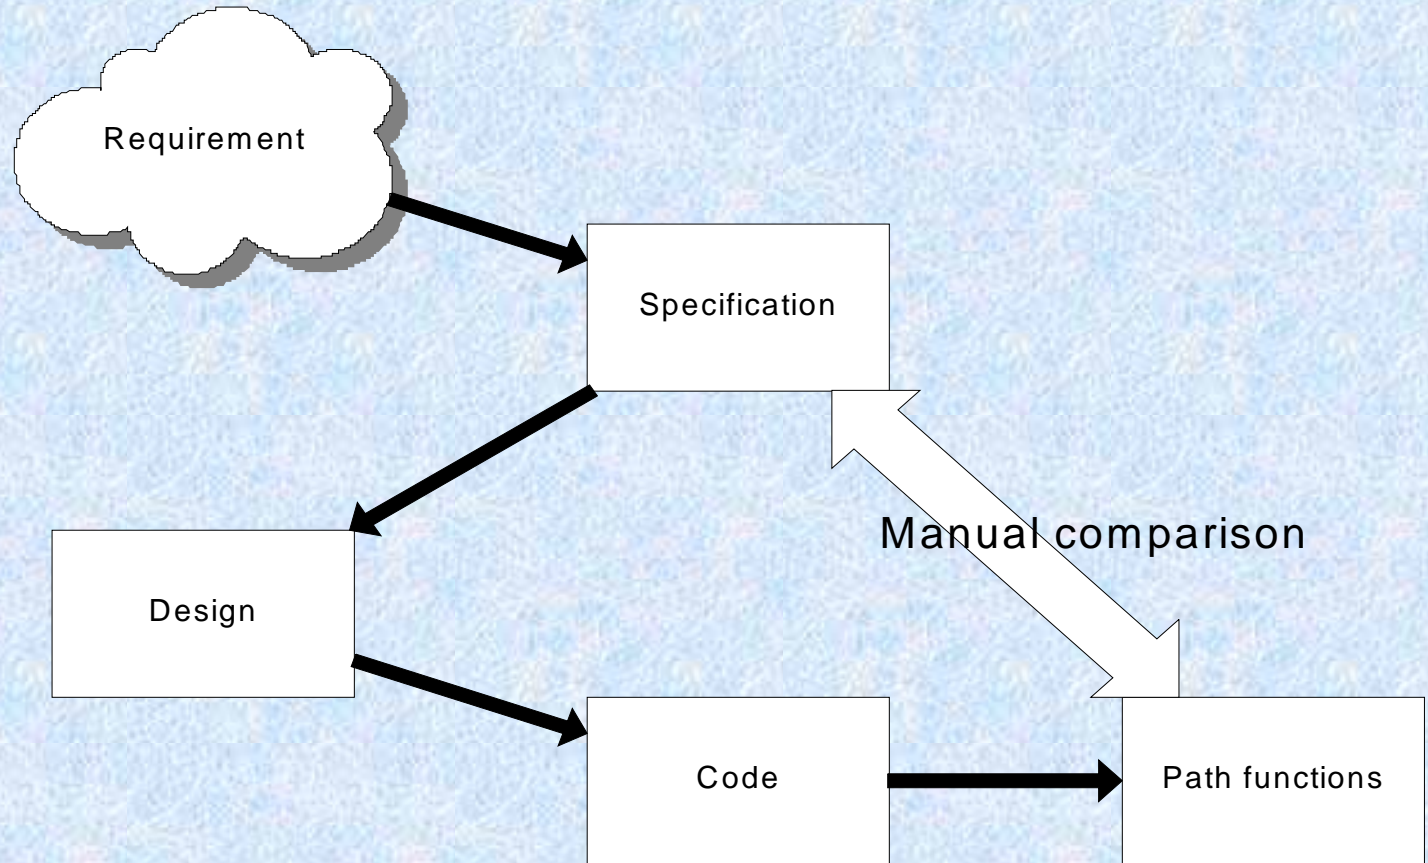 Requirement
Specification
Manual comparison
Design
Code
Path functions